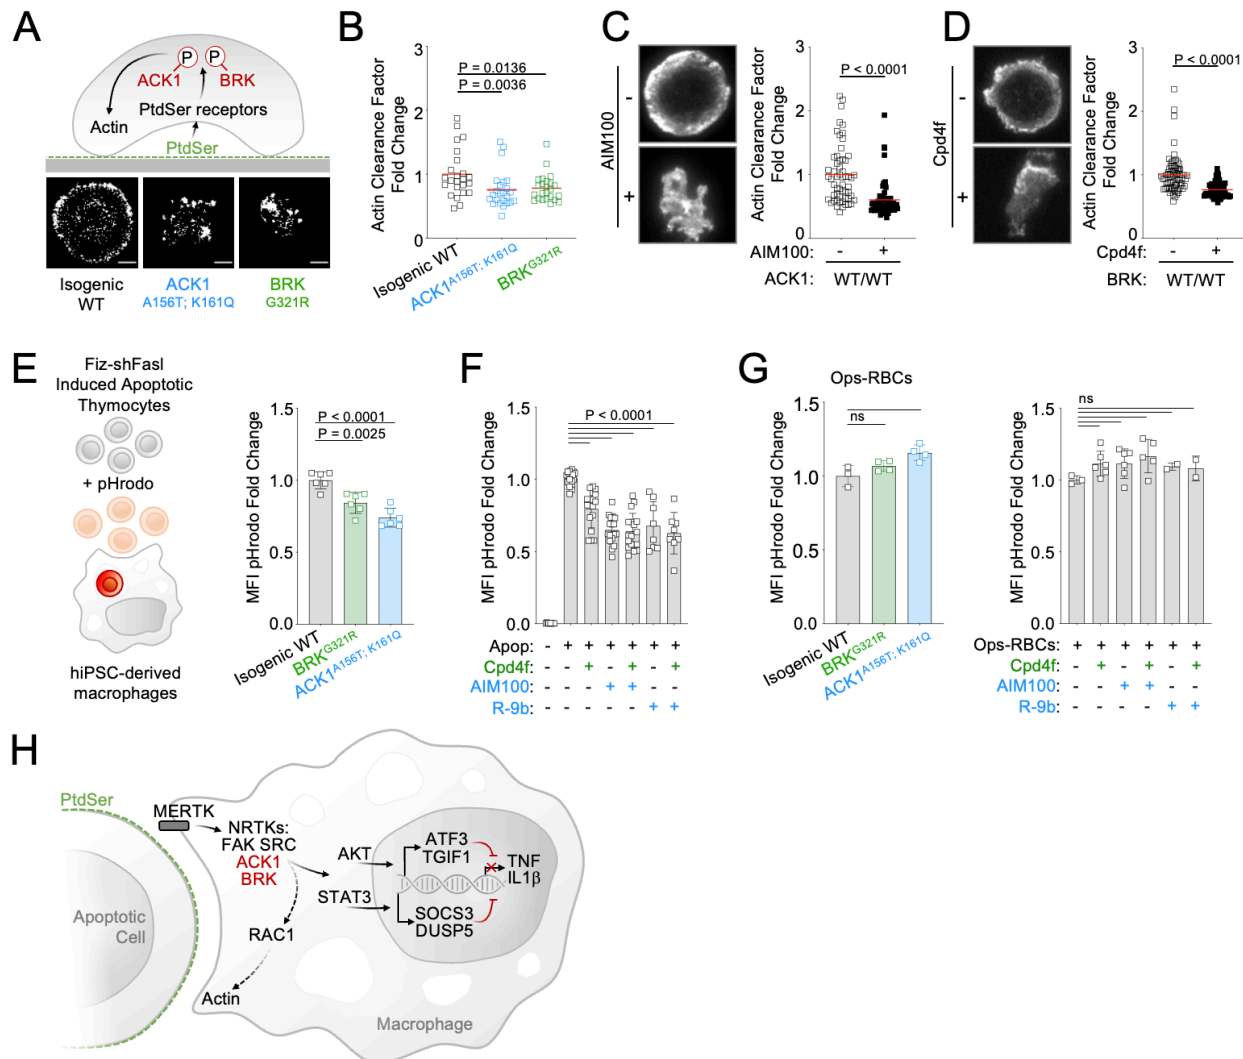 A
P P
ACK1 BRK
PtdSer receptors
Actin
PtdSer
Isogenic
WT
ACK1
A156T; K161Q
BRK
G321R
B
Actin Clearance Factor
Fold Change
3
2
1
0
P = 0.0136
P = 0.0036
Isogenic WT
ACK1A156T; K161Q
BRKG321R
C
AIM100
-
+
Actin Clearance Factor
Fold Change
3
2
1
0
P < 0.0001
AIM100: - +
ACK1: WT/WT
D
Cpd4f
-
+
Actin Clearance Factor
Fold Change
3
2
1
0
P < 0.0001
Cpd4f: - +
BRK: WT/WT
E
Fiz-shFasl
Induced Apoptotic
Thymocytes
+ pHrodo
hiPSC-derived
macrophages
MFI pHrodo Fold Change
1.5
1.0
0.5
0.0
P < 0.0001
P = 0.0025
Isogenic WT
BRKG321R
ACK1A156T; K161Q
F
MFI pHrodo Fold Change
1.5
1.0
0.5
0.0
P < 0.0001
Apop: - + + + + + +
Cpd4f: - - + - + - +
AIM100: - - - + + - -
R-9b: - - - - - + +
G
Ops-RBCs
MFI pHrodo Fold Change
1.5
1.0
0.5
0.0
ns
Isogenic WT
BRKG321R
ACK1A156T; K161Q
MFI pHrodo Fold Change
1.5
1.0
0.5
0.0
ns
Ops-RBCs: + + + + + +
Cpd4f: - + - + - +
AIM100: - - + + - -
R-9b: - - - - + +
H
PtdSer
MERTK
NRTKs:
FAK SRC
ACK1
BRK
AKT
STAT3
ATF3
TGIF1
TNF
IL1β
SOCS3
DUSP5
RAC1
Actin
Apoptotic
Cell
Macrophage